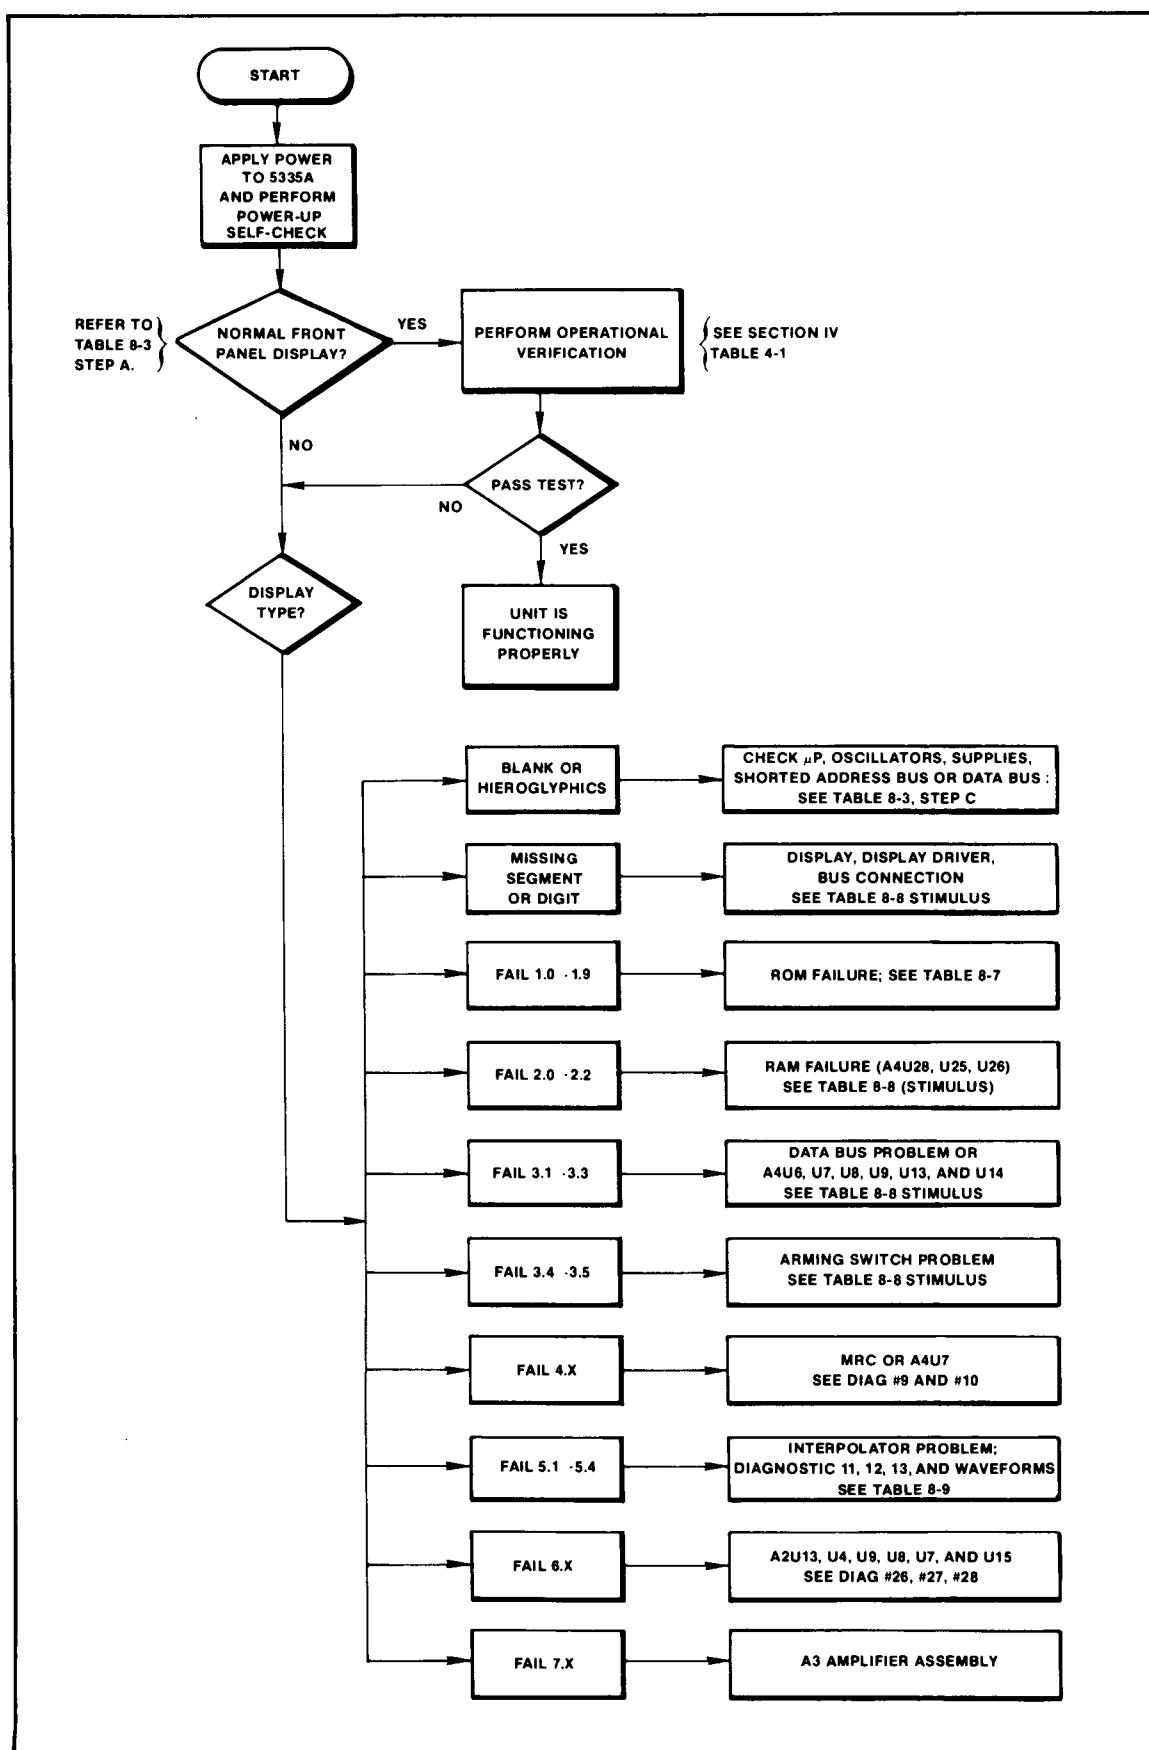 START
APPLY POWER
TO 5335A
AND PERFORM
POWER-UP
SELF-CHECK
REFER TO
TABLE 8-3
STEP A.
NORMAL FRONT
PANEL DISPLAY?
YES
PERFORM OPERATIONAL
VERIFICATION
SEE SECTION IV
TABLE 4-1
NO
PASS TEST?
NO
YES
DISPLAY
TYPE?
UNIT IS
FUNCTIONING
PROPERLY
BLANK OR
HIEROGLYPHICS
CHECK µP, OSCILLATORS, SUPPLIES,
SHORTED ADDRESS BUS OR DATA BUS :
SEE TABLE 8-3, STEP C
MISSING
SEGMENT
OR DIGIT
DISPLAY, DISPLAY DRIVER,
BUS CONNECTION
SEE TABLE 8-8 STIMULUS
FAIL 1.0 -1.9
ROM FAILURE; SEE TABLE 8-7
FAIL 2.0 -2.2
RAM FAILURE (A4U28, U25, U26)
SEE TABLE 8-8 (STIMULUS)
FAIL 3.1 -3.3
DATA BUS PROBLEM OR
A4U6, U7, U8, U9, U13, AND U14
SEE TABLE 8-8 STIMULUS
FAIL 3.4 -3.5
ARMING SWITCH PROBLEM
SEE TABLE 8-8 STIMULUS
FAIL 4.X
MRC OR A4U7
SEE DIAG #9 AND #10
FAIL 5.1 -5.4
INTERPOLATOR PROBLEM;
DIAGNOSTIC 11, 12, 13, AND WAVEFORMS
SEE TABLE 8-9
FAIL 6.X
A2U13, U4, U9, U8, U7, AND U15
SEE DIAG #26, #27, #28
FAIL 7.X
A3 AMPLIFIER ASSEMBLY